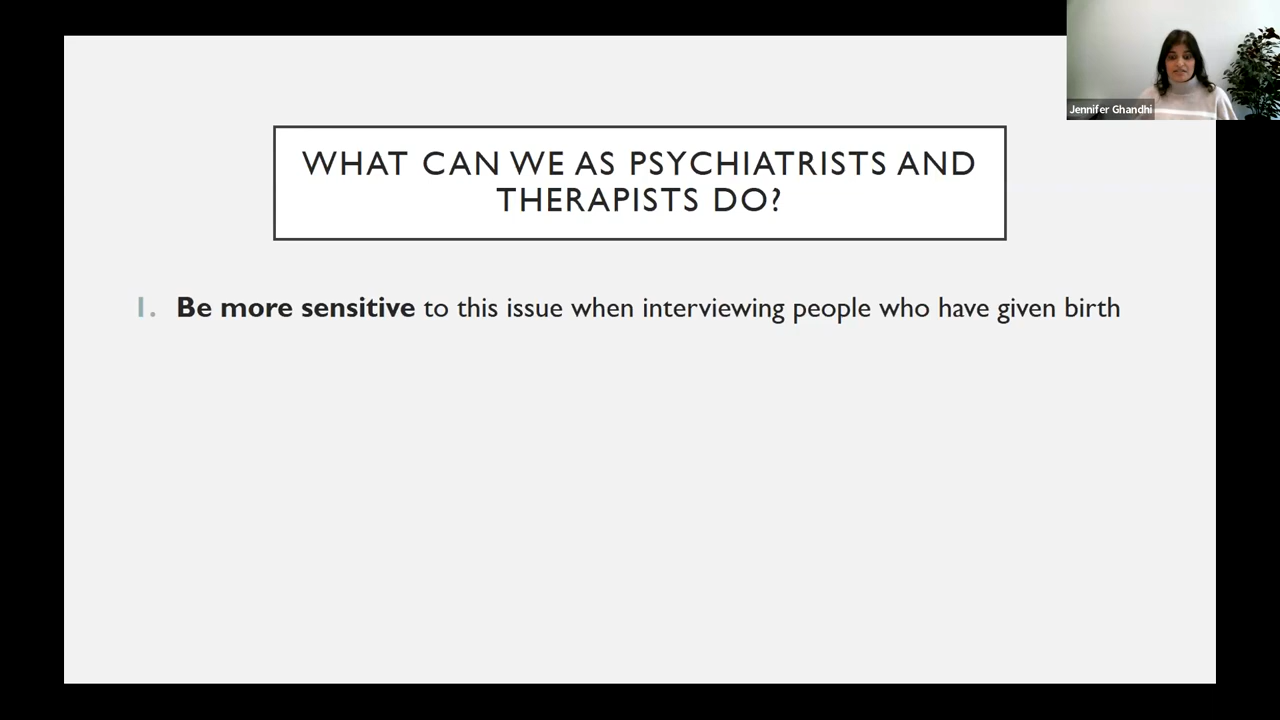 Jennifer Ghandhi
WHAT CAN WE AS PSYCHIATRISTS AND
THERAPISTS DO?
1. Be more sensitive to this issue when interviewing people who have given birth